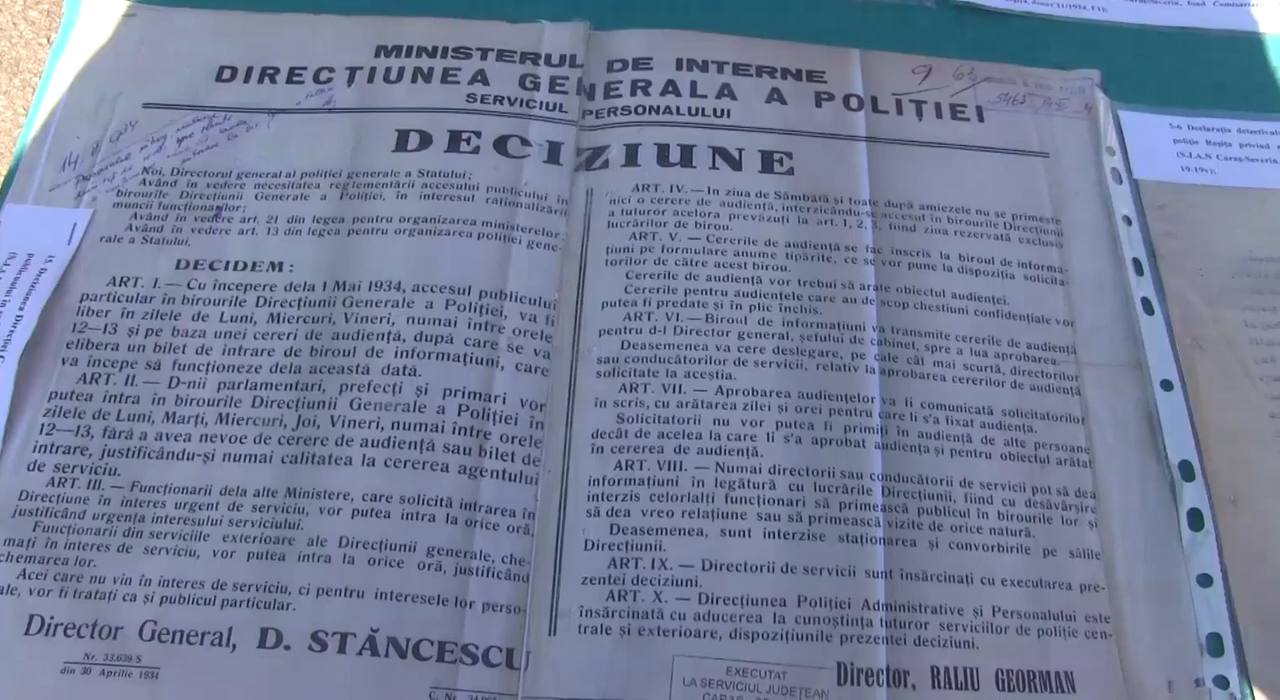 MINISTERUL DE INTERNE
DIRECȚIUNEA GENERALA A POLIȚIEI
SERVICIUL PERSONALULUI
DECIZIUNE
Noi, Directorul general al poliției generale a Statului;
Având în vedere necesitatea reglementării accesului publicului în
birourile Direcțiunii Generale a Poliției, în interesul raționalizării
muncii funcționarilor;
Având în vedere art. 21 din legea pentru organizarea ministerelor;
Având în vedere art. 13 din legea pentru organizarea poliției gene-
rale a Statului,
DECIDEM:
ART. I. — Cu începere dela 1 Mai 1934, accesul publicului
particular în birourile Direcțiunii Generale a Poliției, va fi
liber în zilele de Luni, Miercuri, Vineri, numai între orele
12—13 și pe baza unei cereri de audiență, după care se va
elibera un bilet de intrare de biroul de informațiuni, care
va începe să funcționeze dela această dată.
ART. II. — D-nii parlamentari, prefecți și primari vor
putea intra în birourile Direcțiunii Generale a Poliției în
zilele de Luni, Marți, Miercuri, Joi, Vineri, numai între orele
12—13, fără a avea nevoe de cerere de audiență sau bilet de
intrare, justificându-și numai calitatea la cererea agentului
de serviciu.
ART. III. — Funcționarii dela alte Ministere, care solicită intrarea în
Direcțiune în interes urgent de serviciu, vor putea intra la orice oră,
justificând urgența interesului serviciului.
Funcționarii din serviciile exterioare ale Direcțiunii generale, che-
mați în interes de serviciu, vor putea intra la orice oră, justificând
chemarea lor.
Acei care nu vin în interes de serviciu, ci pentru interesele lor perso-
ale, vor fi tratați ca și publicul particular.
Director General, D. STĂNCESCU
Nr. 33.639 S
din 30 Aprilie 1934
ART. IV. — In ziua de Sâmbătă și toate după amiezele nu se primește
nici o cerere de audiență, interzicându-se accesul în birourile Direcțiunii
a tuturor acelora prevăzuți la art. 1, 2, 3, fiind ziua rezervată exclusiv
lucrărilor de birou.
ART. V. — Cererile de audiență se fac înscris la biroul de informa-
țiuni pe formulare anume tipărite, ce se vor pune la dispoziția solicita-
torilor de către acest birou.
Cererile de audiență vor trebui să arate obiectul audienței.
Cererile pentru audiențele care au de scop chestiuni confidențiale vor
putea fi predate și în plic închis.
ART. VI. — Biroul de informațiuni va transmite cererile de audiență
pentru d-l Director general, șefului de cabinet, spre a lua aprobarea.
Deasemenea va cere deslegare, pe cale cât mai scurtă, directorilor
sau conducătorilor de servicii, relativ la aprobarea cererilor de audiență
solicitate la aceștia.
ART. VII. — Aprobarea audiențelor va fi comunicată solicitatorilor
în scris, cu arătarea zilei și orei pentru care li s'a fixat audiența.
Solicitatorii nu vor putea fi primiți în audiență de alte persoane
decât de acelea la care li s'a aprobat audiența și pentru obiectul arătat
în cererea de audiență.
ART. VIII. — Numai directorii sau conducătorii de servicii pot să dea
informațiuni în legătură cu lucrările Direcțiunii, fiind cu desăvârșire
interzis celorlalți funcționari să primească publicul în birourile lor și
să dea vreo relațiune sau să primească vizite de orice natură.
Deasemenea, sunt interzise staționarea și convorbirile pe sălile
Direcțiunii.
ART. IX. — Directorii de servicii sunt însărcinați cu executarea pre-
zentei deciziuni.
ART. X. — Direcțiunea Poliției Administrative și Personalului este
însărcinată cu aducerea la cunoștința tuturor serviciilor de poliție cen-
trale și exterioare, dispozițiunile prezentei deciziuni.
Director, RALIU GEORMAN
EXECUTAT
LA SERVICIUL JUDEȚEAN
5-6 Declarația
poliție Reșița privind
(S.J.A.N Caraș-Severin,
19-19v);